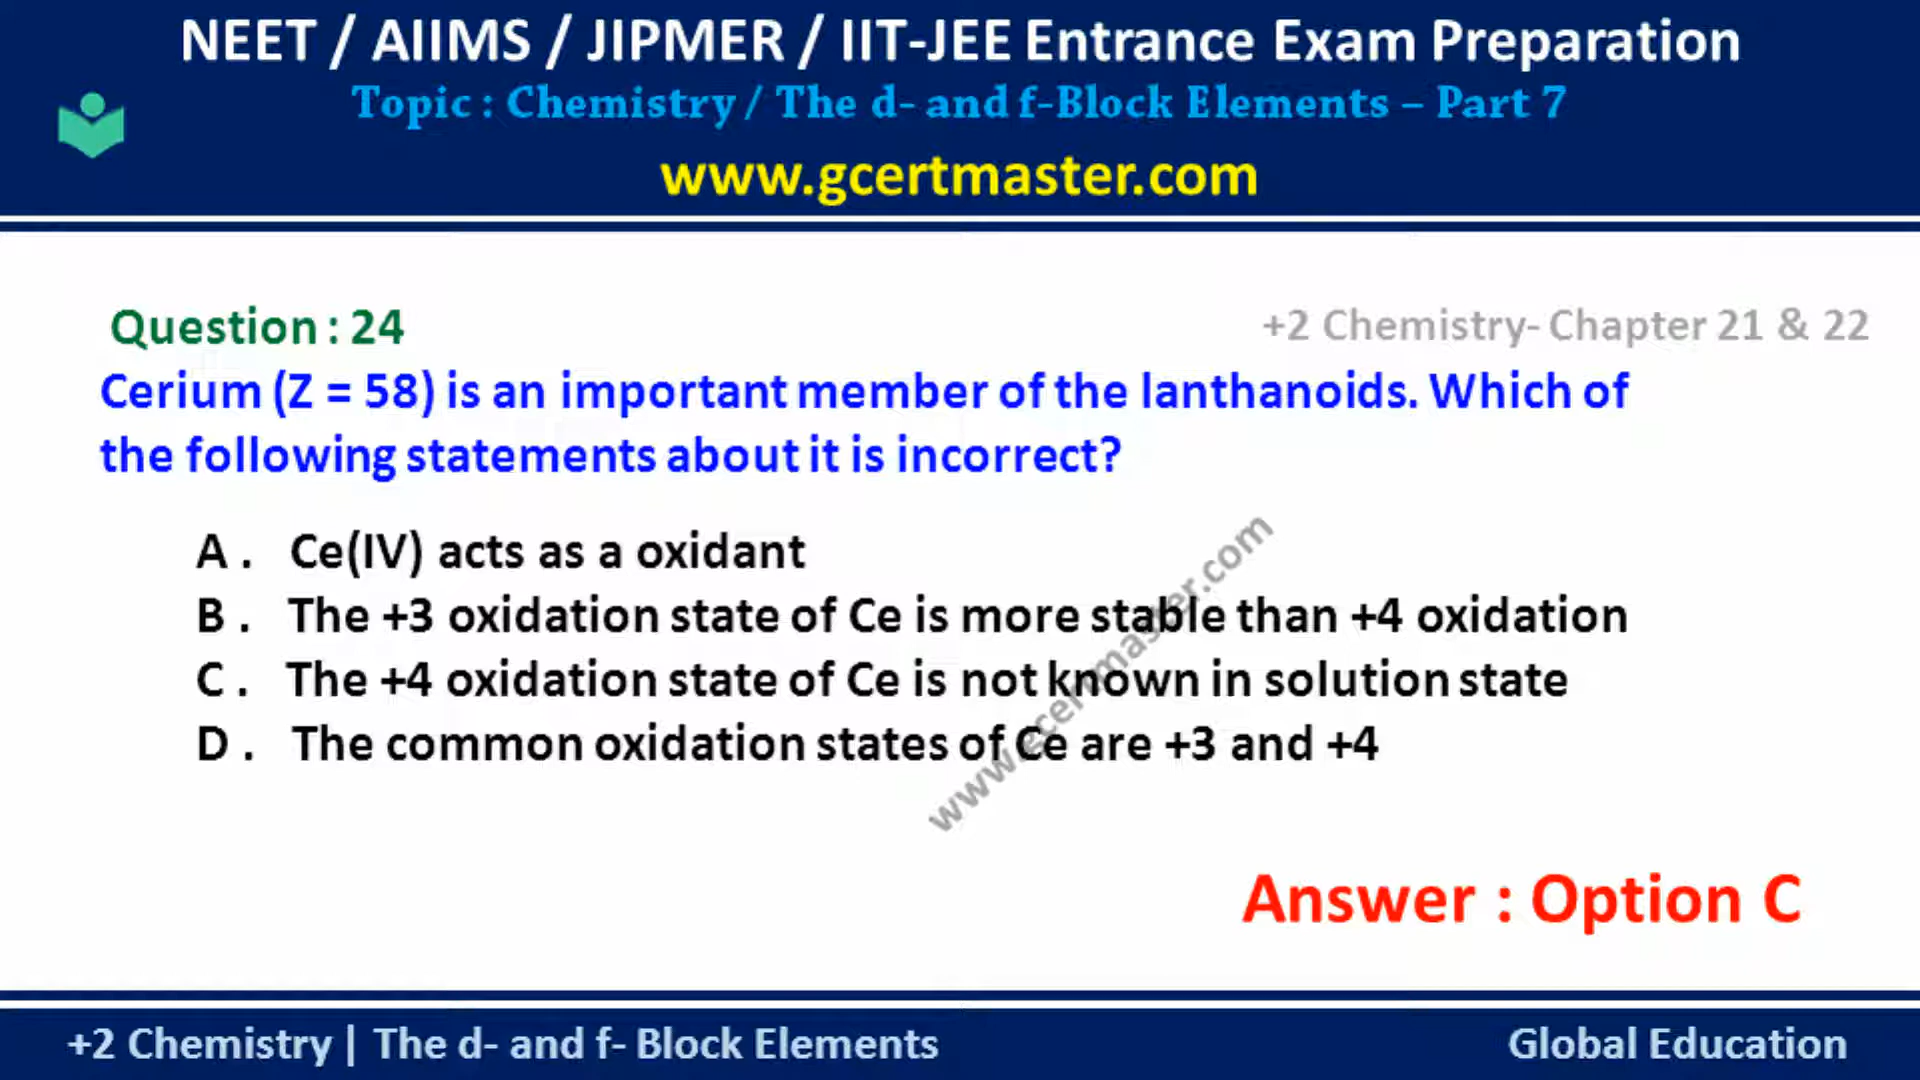 NEET / AIIMS / JIPMER / IIT-JEE Entrance Exam Preparation
Topic : Chemistry / The d- and f-Block Elements – Part 7
www.gcertmaster.com
Question : 24
+2 Chemistry- Chapter 21 & 22
Cerium (Z = 58) is an important member of the lanthanoids. Which of
the following statements about it is incorrect?
A . Ce(IV) acts as a oxidant
B . The +3 oxidation state of Ce is more stable than +4 oxidation
C . The +4 oxidation state of Ce is not known in solution state
D . The common oxidation states of Ce are +3 and +4
www.gcertmaster.com
Answer : Option C
+2 Chemistry | The d- and f- Block Elements
Global Education